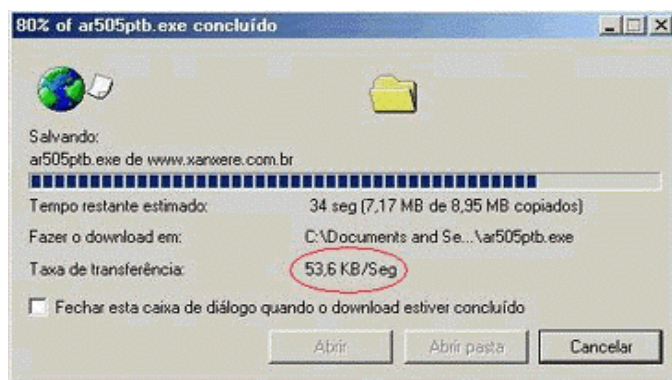 80% of ar505ptb.exe concluído
Salvando:
ar505ptb.exe de www.xanxere.com.br
Tempo restante estimado: 34 seg (7,17 MB de 8,95 MB copiados)
Fazer o download em: C:\Documents and Se...\ar505ptb.exe
Taxa de transferência: 53,6 KB/Seg
Fechar esta caixa de diálogo quando o download estiver concluído
Abrir Abrir pasta Cancelar